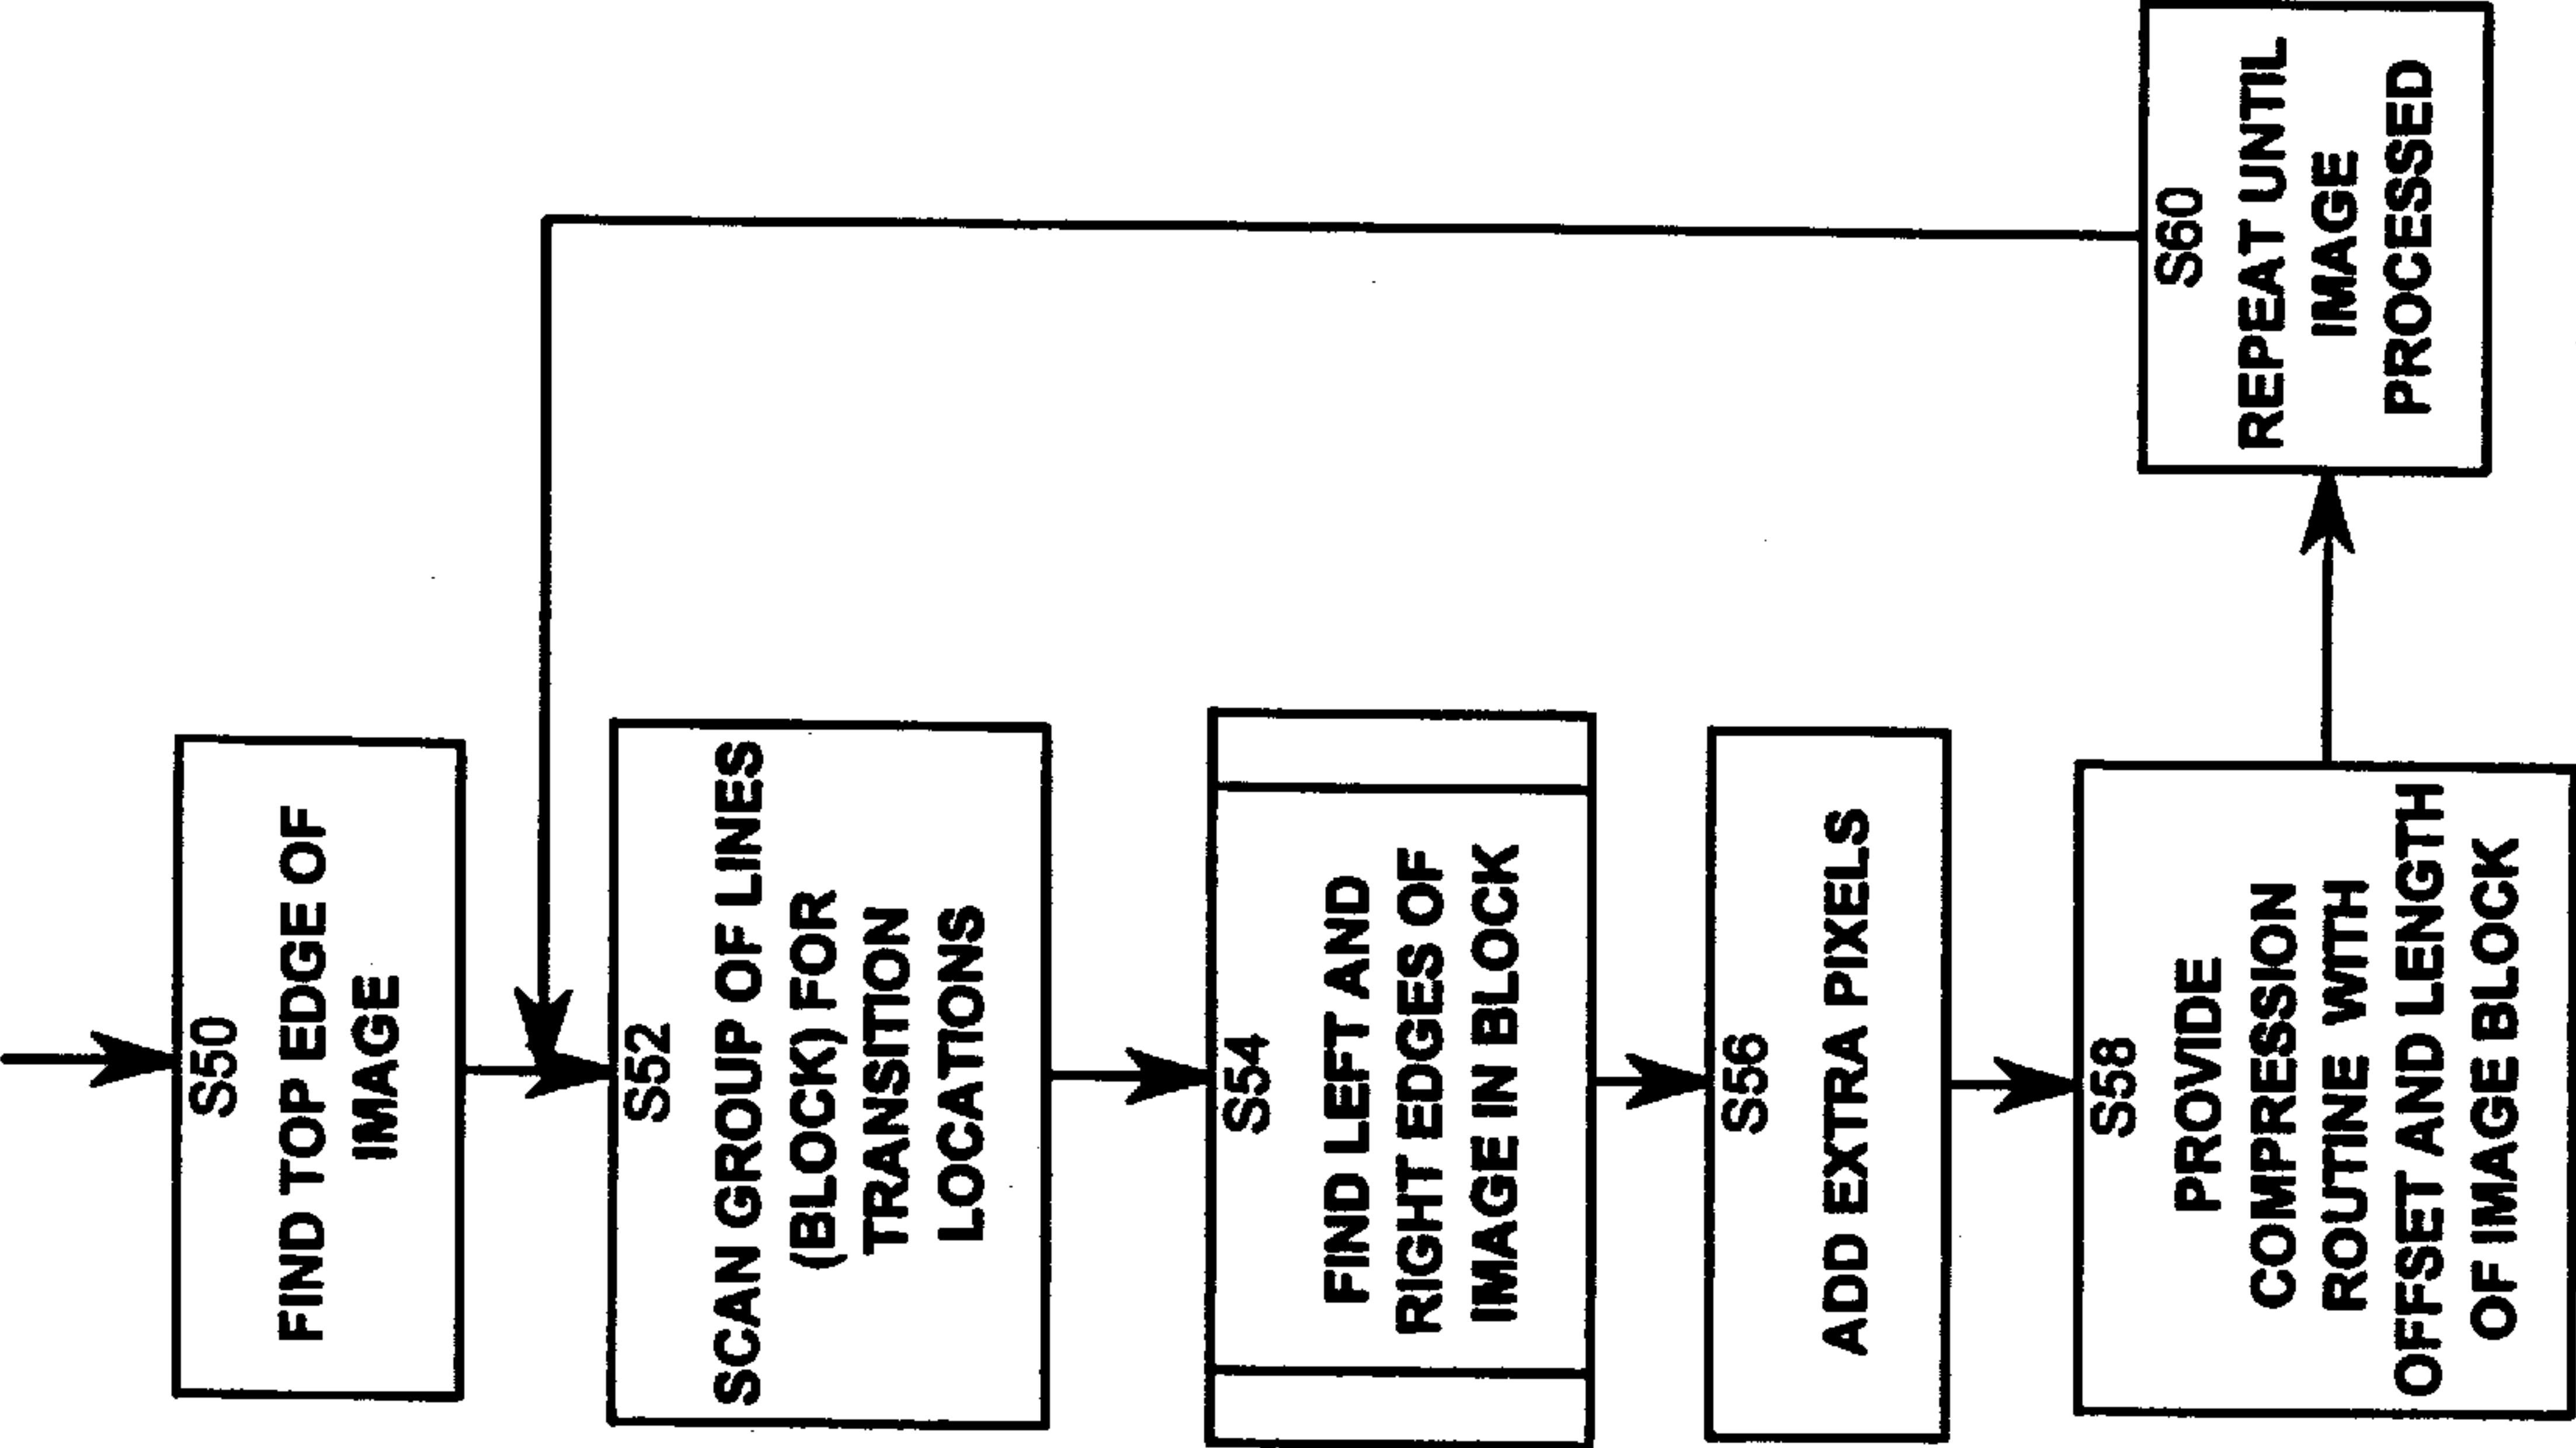 S50
FIND TOP EDGE OF
IMAGE
S52
SCAN GROUP OF LINES
(BLOCK) FOR
TRANSITION
LOCATIONS
S54
FIND LEFT AND
RIGHT EDGES OF
IMAGE IN BLOCK
S56
ADD EXTRA PIXELS
S58
PROVIDE
COMPRESSION
ROUTINE WITH
OFFSET AND LENGTH
OF IMAGE BLOCK
S60
REPEAT UNTIL
IMAGE
PROCESSED